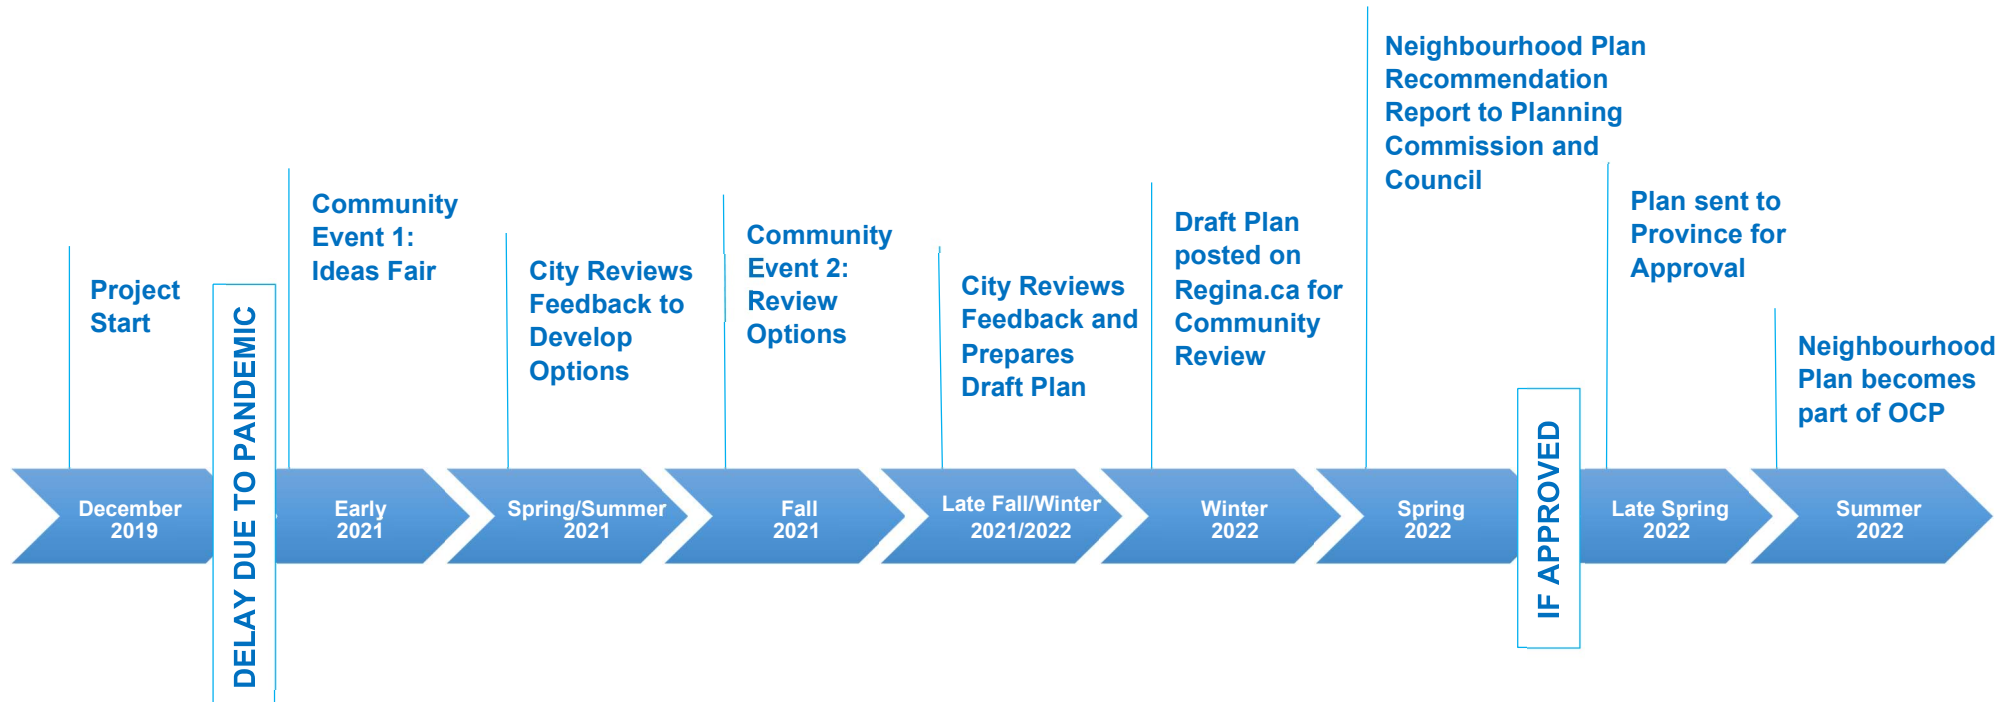 Project
Start
DELAY DUE TO PANDEMIC
Community
Event 1:
Ideas Fair
City Reviews
Feedback to
Develop
Options
Community
Event 2:
Review
Options
City Reviews
Feedback and
Prepares
Draft Plan
Draft Plan
posted on
Regina.ca for
Community
Review
Neighbourhood Plan
Recommendation
Report to Planning
Commission and
Council
IF APPROVED
Plan sent to
Province for
Approval
Neighbourhood
Plan becomes
part of OCP
December
2019
Early
2021
Spring/Summer
2021
Fall
2021
Late Fall/Winter
2021/2022
Winter
2022
Spring
2022
Late Spring
2022
Summer
2022